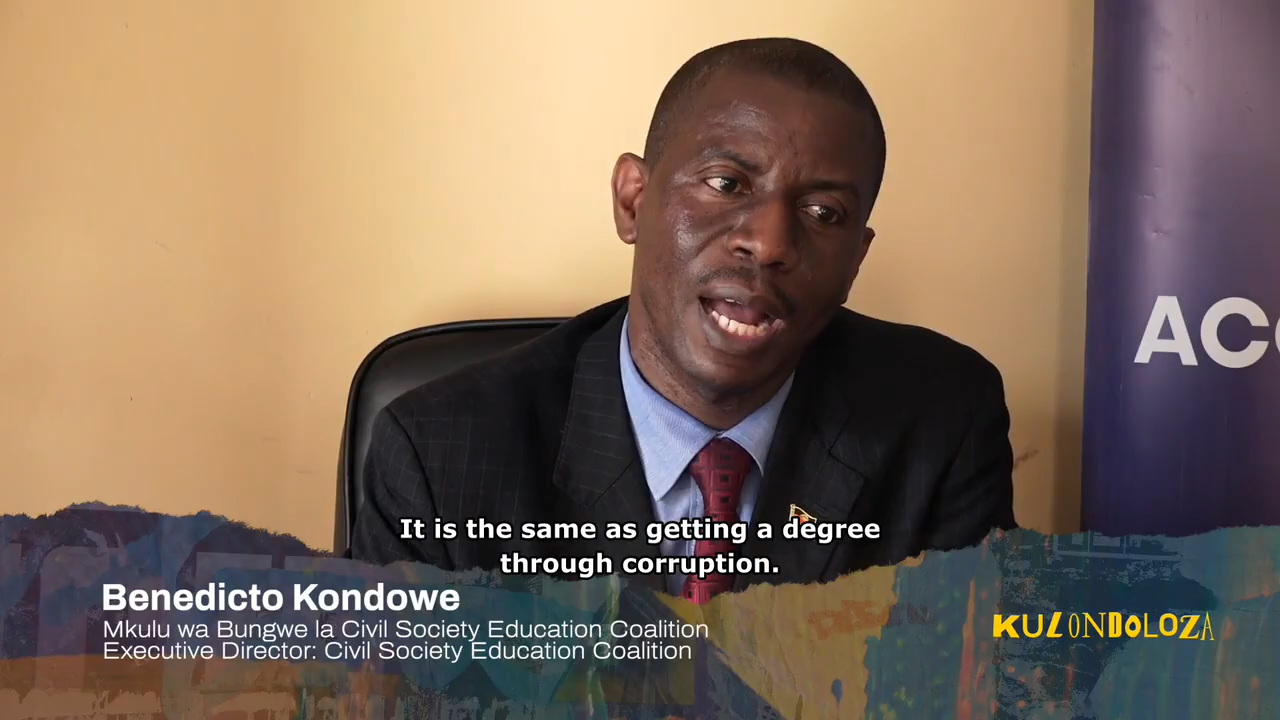 ACC
It is the same as getting a degree
through corruption.
Benedicto Kondowe
Mkulu wa Bungwe la Civil Society Education Coalition
Executive Director: Civil Society Education Coalition
KULONDOLOZA